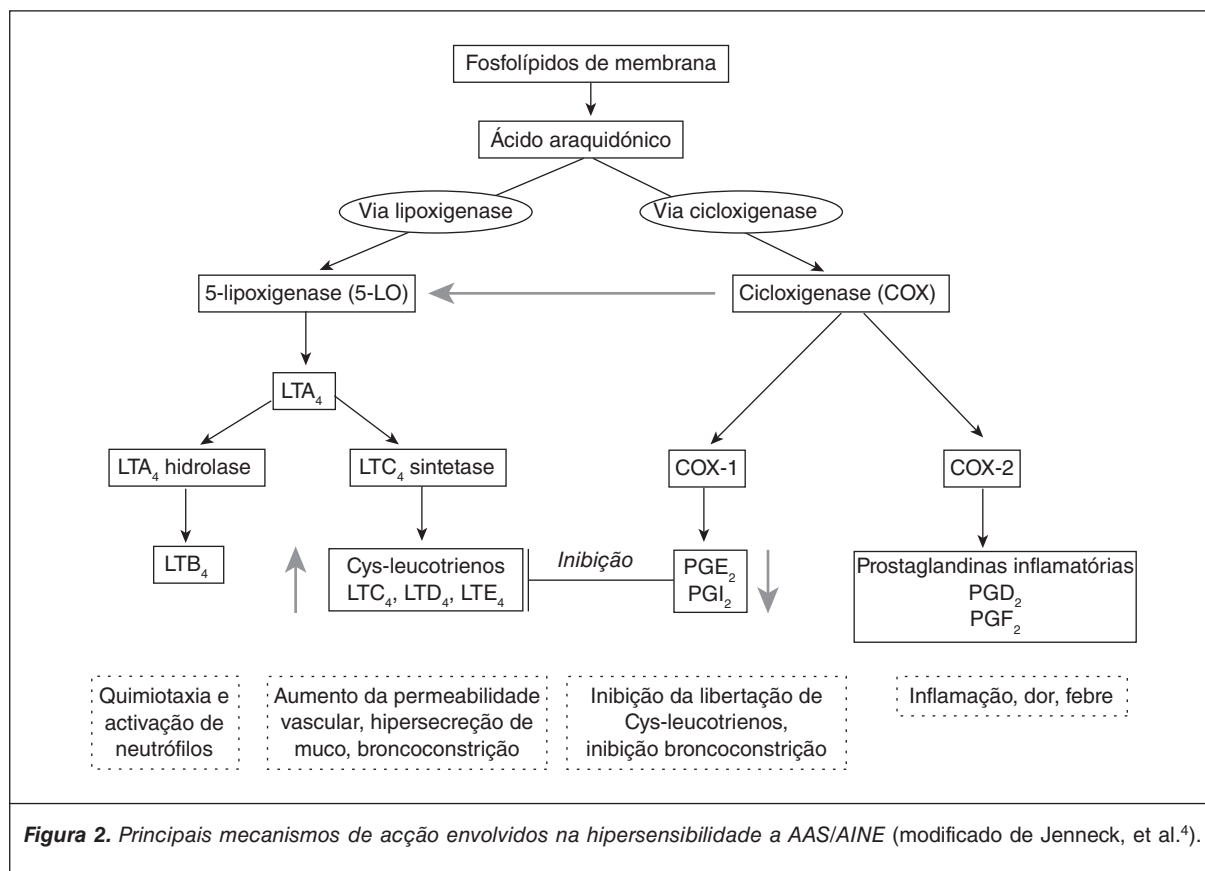 Fosfolípidos de membrana
Ácido araquidónico
Via lipoxigenase
Via cicloxigenase
5-lipoxigenase (5-LO)
Cicloxigenase (COX)
LTA₄
LTA₄ hidrolase
LTC₄ sintetase
COX-1
COX-2
LTB₄
Cys-leucotrienos
LTC₄, LTD₄, LTE₄
Inibição
PGE₂
PGI₂
Prostaglandinas inflamatórias
PGD₂
PGF₂
Quimiotaxia e
activação de
neutrófilos
Aumento da permeabilidade
vascular, hipersecreção de
muco, broncoconstrição
Inibição da libertação de
Cys-leucotrienos,
inibição broncoconstrição
Inflamação, dor, febre
Figura 2. Principais mecanismos de acção envolvidos na hipersensibilidade a AAS/AINE (modificado de Jenneck, et al.⁴).